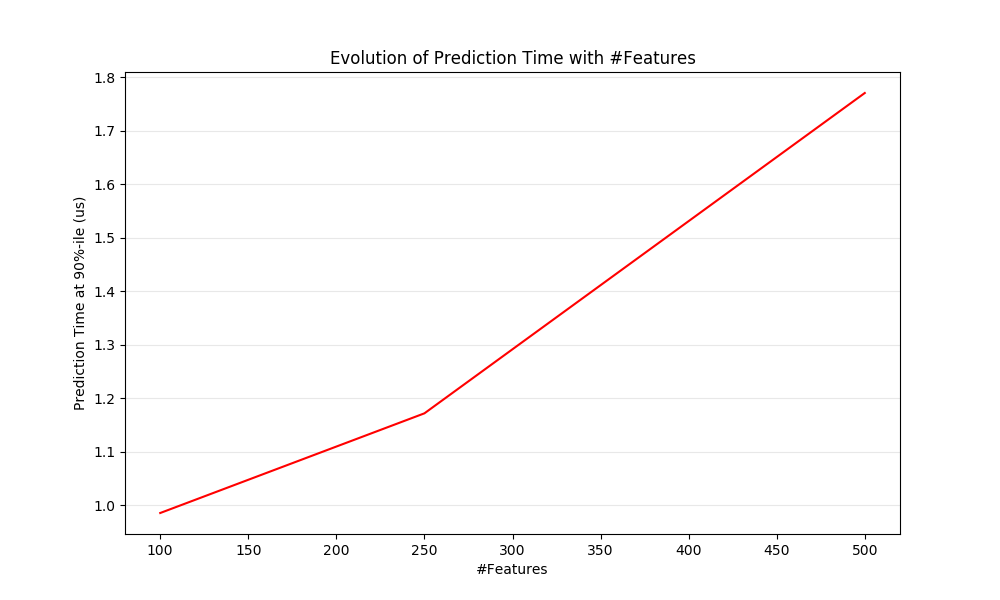 Evolution of Prediction Time with #Features
Prediction Time at 90%-ile (us)
1.8
1.7
1.6
1.5
1.4
1.3
1.2
1.1
1.0
100 150 200 250 300 350 400 450 500
#Features